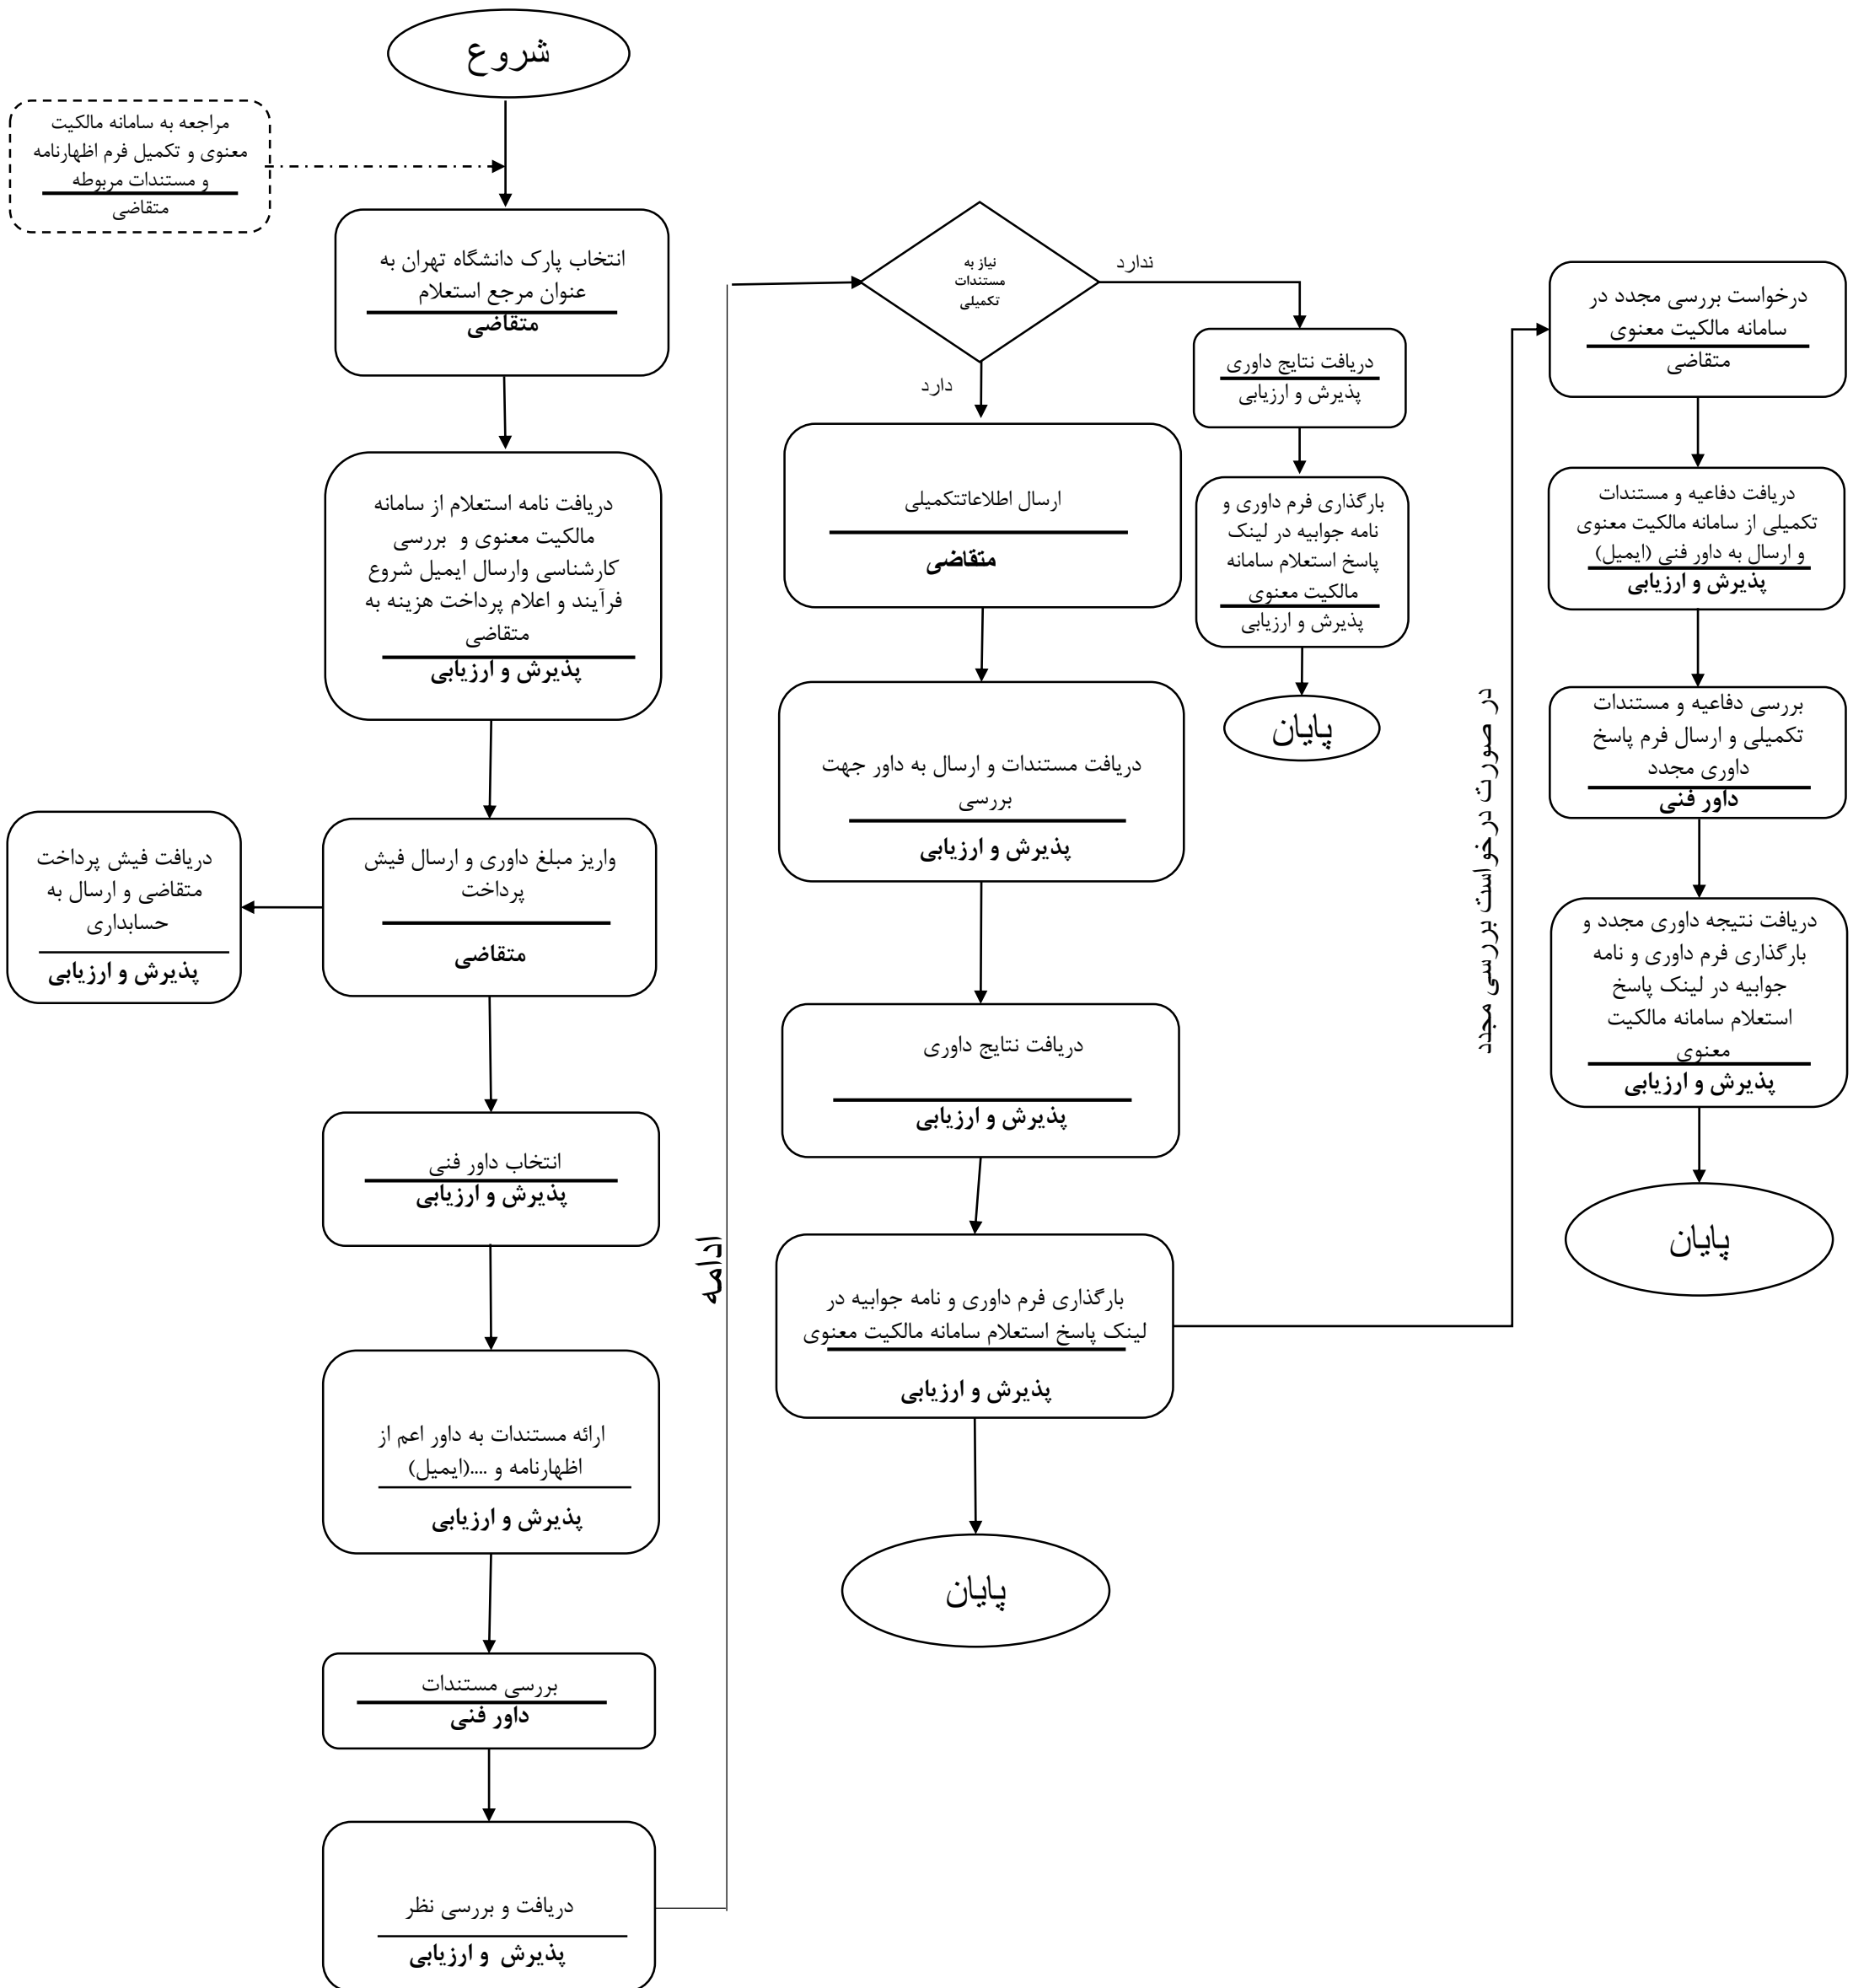 شروع
مراجعه به سامانه مالکیت
معنوی و تکمیل فرم اظهارنامه
و مستندات مربوطه
متقاضی
انتخاب پارک دانشگاه تهران به
عنوان مرجع استعلام
متقاضی
دریافت نامه استعلام از سامانه
مالکیت معنوی و بررسی
کارشناسی وارسال ایمیل شروع
فرآیند و اعلام پرداخت هزینه به
متقاضی
پذیرش و ارزیابی
واریز مبلغ داوری و ارسال فیش
پرداخت
متقاضی
دریافت فیش پرداخت
متقاضی و ارسال به
حسابداری
پذیرش و ارزیابی
انتخاب داور فنی
پذیرش و ارزیابی
ارائه مستندات به داور اعم از
اظهارنامه و ....(ایمیل)
پذیرش و ارزیابی
بررسی مستندات
داور فنی
دریافت و بررسی نظر
پذیرش و ارزیابی
ادامه
نیاز به
مستندات
تکمیلی
ندارد
دارد
دریافت نتایج داوری
پذیرش و ارزیابی
بارگذاری فرم داوری و
نامه جوابیه در لینک
پاسخ استعلام سامانه
مالکیت معنوی
پذیرش و ارزیابی
پایان
ارسال اطلاعاتتکمیلی
متقاضی
دریافت مستندات و ارسال به داور جهت
بررسی
پذیرش و ارزیابی
دریافت نتایج داوری
پذیرش و ارزیابی
بارگذاری فرم داوری و نامه جوابیه در
لینک پاسخ استعلام سامانه مالکیت معنوی
پذیرش و ارزیابی
پایان
در صورت درخواست بررسی مجدد
درخواست بررسی مجدد در
سامانه مالکیت معنوی
متقاضی
دریافت دفاعیه و مستندات
تکمیلی از سامانه مالکیت معنوی
و ارسال به داور فنی (ایمیل)
پذیرش و ارزیابی
بررسی دفاعیه و مستندات
تکمیلی و ارسال فرم پاسخ
داوری مجدد
داور فنی
دریافت نتیجه داوری مجدد و
بارگذاری فرم داوری و نامه
جوابیه در لینک پاسخ
استعلام سامانه مالکیت
معنوی
پذیرش و ارزیابی
پایان